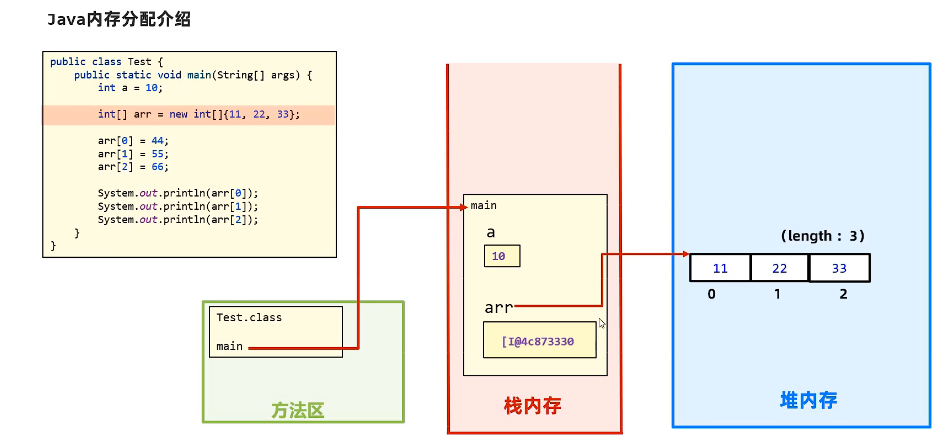 Java内存分配介绍
public class Test {
public static void main(String[] args) {
int a = 10;
int[] arr = new int[]{11, 22, 33};
arr[0] = 44;
arr[1] = 55;
arr[2] = 66;
System.out.println(arr[0]);
System.out.println(arr[1]);
System.out.println(arr[2]);
}
}
Test.class
main
方法区
main
a
10
arr
[I@4c873330
栈内存
(length : 3)
11 22 33
0 1 2
堆内存